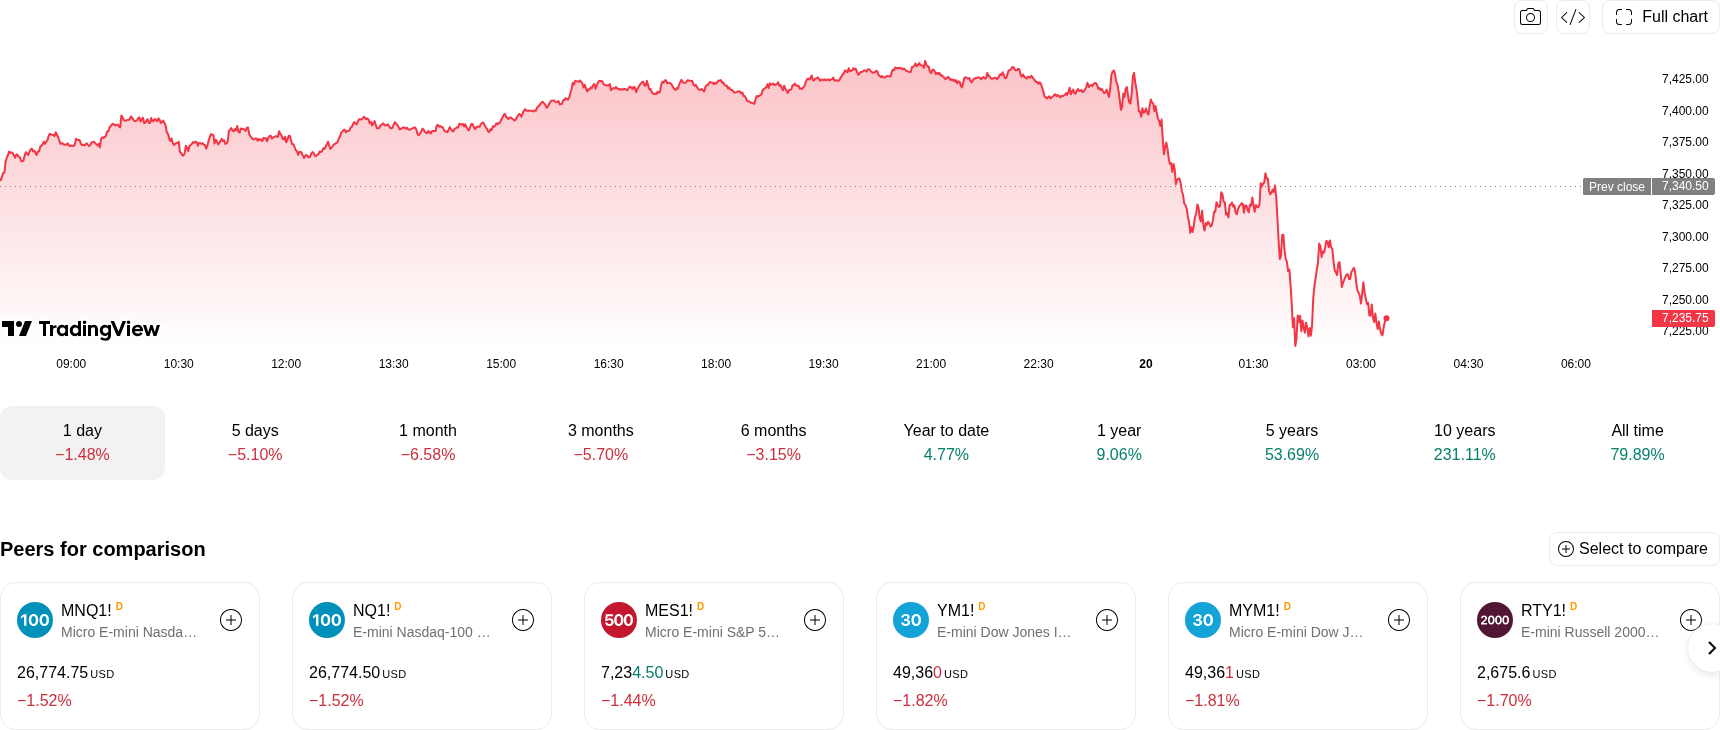 Full chart
7,425.00
7,400.00
7,375.00
7,350.00
Prev close 7,340.50
7,325.00
7,300.00
7,275.00
7,250.00
7,235.75
7,225.00
TradingView
09:00 10:30 12:00 13:30 15:00 16:30 18:00 19:30 21:00 22:30 20 01:30 03:00 04:30 06:00
1 day 5 days 1 month 3 months 6 months Year to date 1 year 5 years 10 years All time
−1.48% −5.10% −6.58% −5.70% −3.15% 4.77% 9.06% 53.69% 231.11% 79.89%
Peers for comparison
Select to compare
100 MNQ1! D
Micro E-mini Nasda…
26,774.75 USD
−1.52%
100 NQ1! D
E-mini Nasdaq-100 …
26,774.50 USD
−1.52%
500 MES1! D
Micro E-mini S&P 5…
7,234.50 USD
−1.44%
30 YM1! D
E-mini Dow Jones I…
49,360 USD
−1.82%
30 MYM1! D
Micro E-mini Dow J…
49,361 USD
−1.81%
2000 RTY1! D
E-mini Russell 2000…
2,675.6 USD
−1.70%